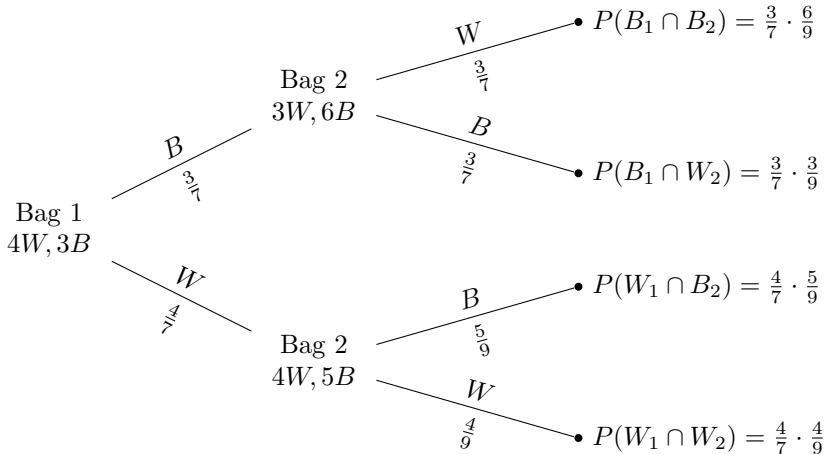 W
3/7
P(B₁ ∩ B₂) = 3/7 · 6/9
Bag 2
3W, 6B
B
3/7
P(B₁ ∩ W₂) = 3/7 · 3/9
B
3/7
Bag 1
4W, 3B
W
4/7
B
5/9
P(W₁ ∩ B₂) = 4/7 · 5/9
Bag 2
4W, 5B
W
4/9
P(W₁ ∩ W₂) = 4/7 · 4/9